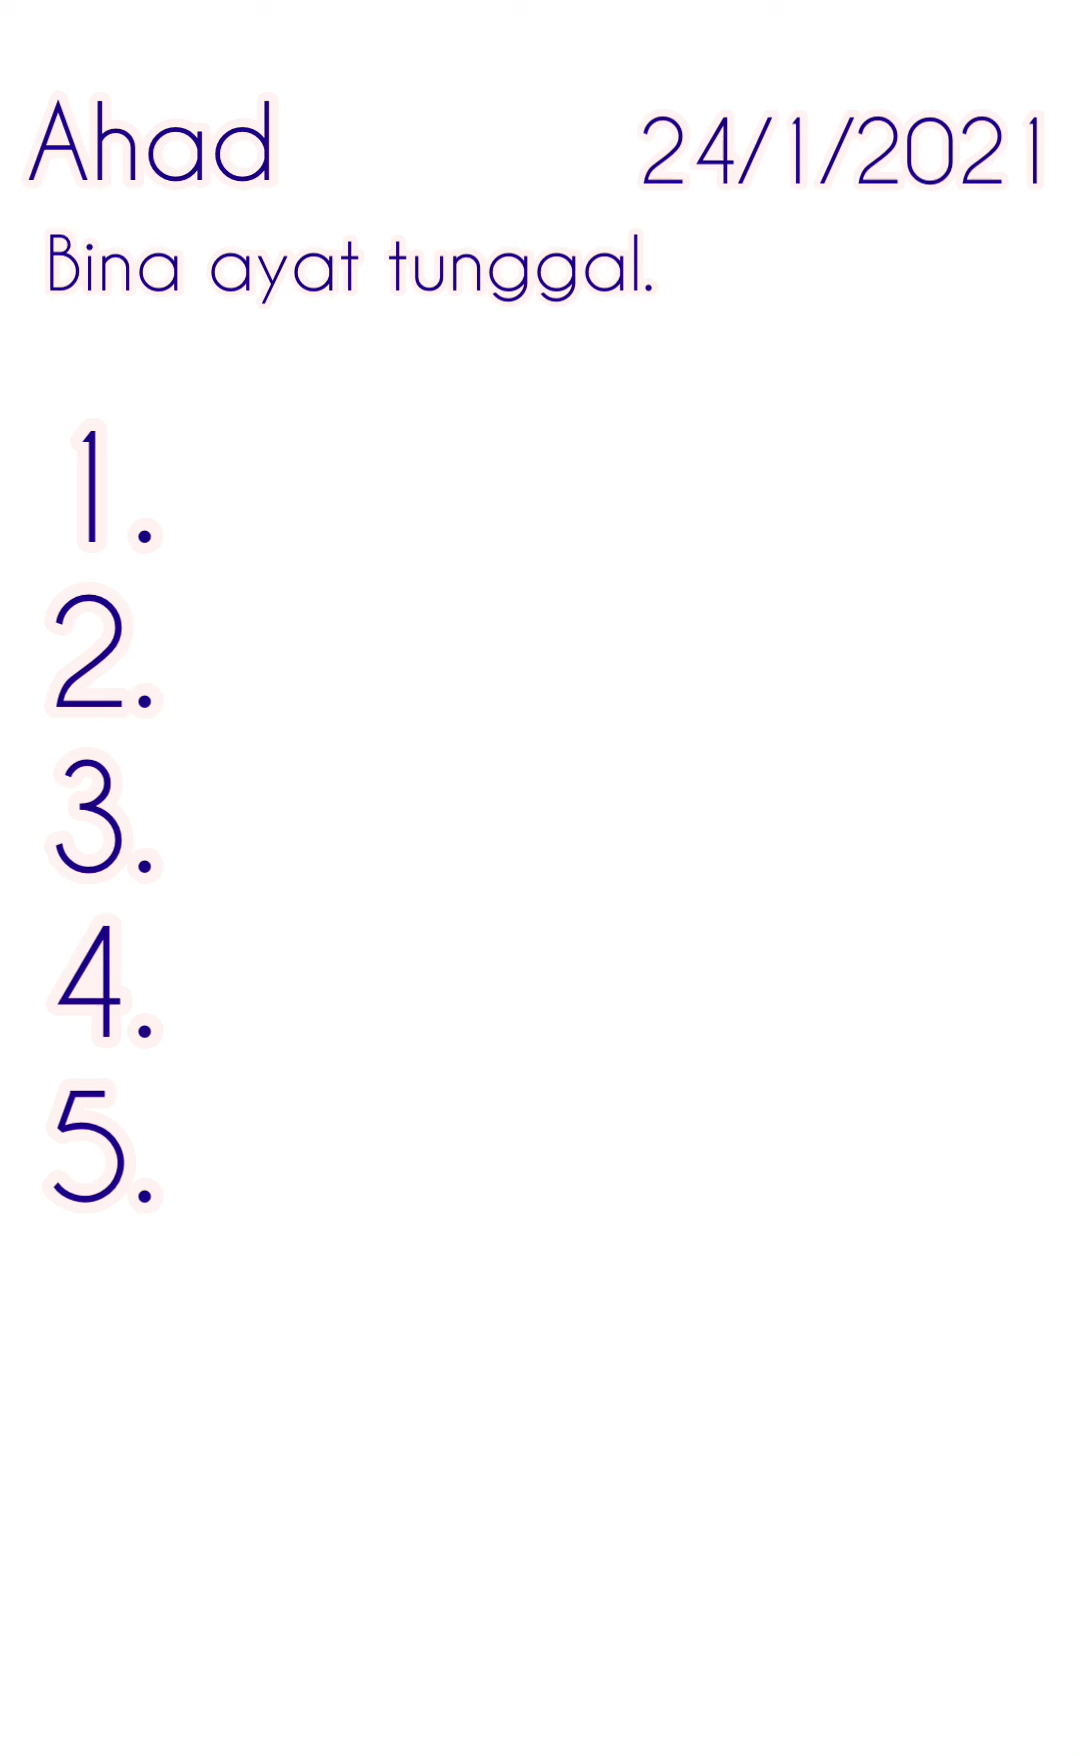 Ahad 24/1/2021
Bina ayat tunggal.
1.
2.
3.
4.
5.